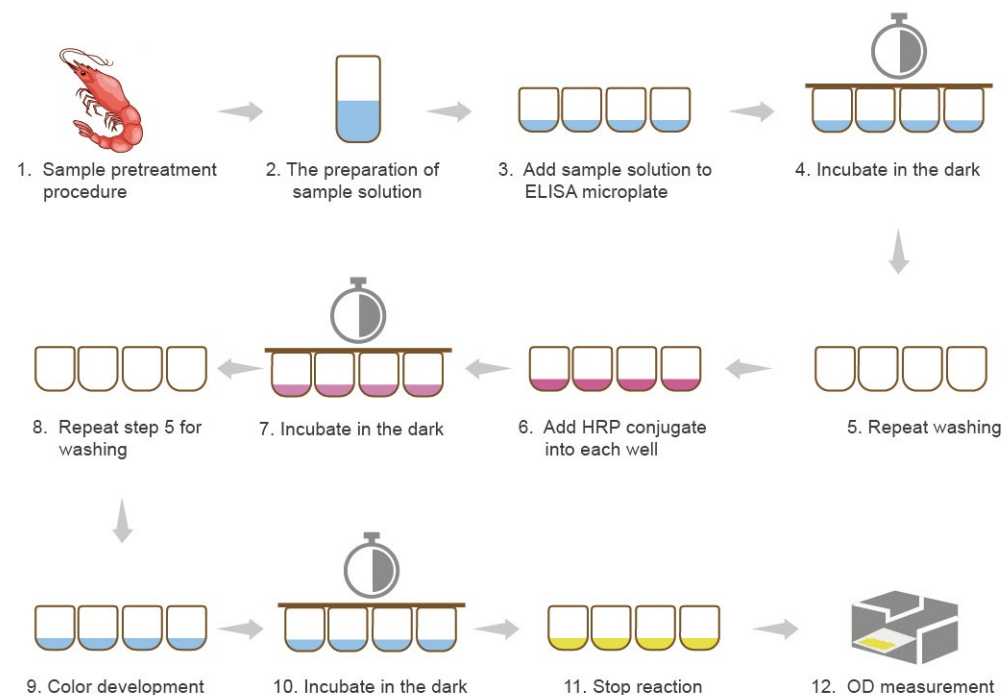 1. Sample pretreatment
procedure
2. The preparation of
sample solution
3. Add sample solution to
ELISA microplate
4. Incubate in the dark
8. Repeat step 5 for
washing
7. Incubate in the dark
6. Add HRP conjugate
into each well
5. Repeat washing
9. Color development
10. Incubate in the dark
11. Stop reaction
12. OD measurement